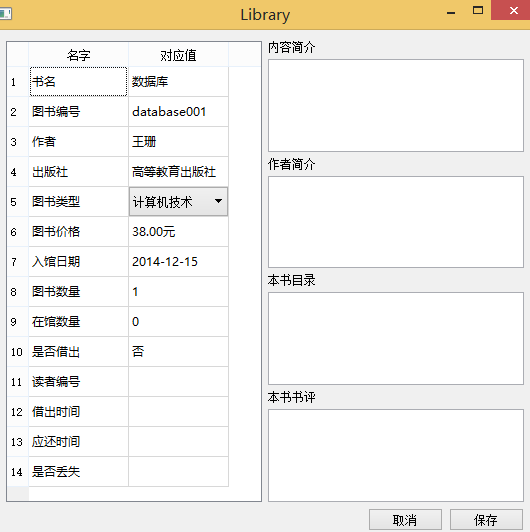 Library
名字 对应值
1 书名 数据库
2 图书编号 database001
3 作者 王珊
4 出版社 高等教育出版社
5 图书类型 计算机技术
6 图书价格 38.00元
7 入馆日期 2014-12-15
8 图书数量 1
9 在馆数量 0
10 是否借出 否
11 读者编号
12 借出时间
13 应还时间
14 是否丢失
内容简介
作者简介
本书目录
本书书评
取消 保存